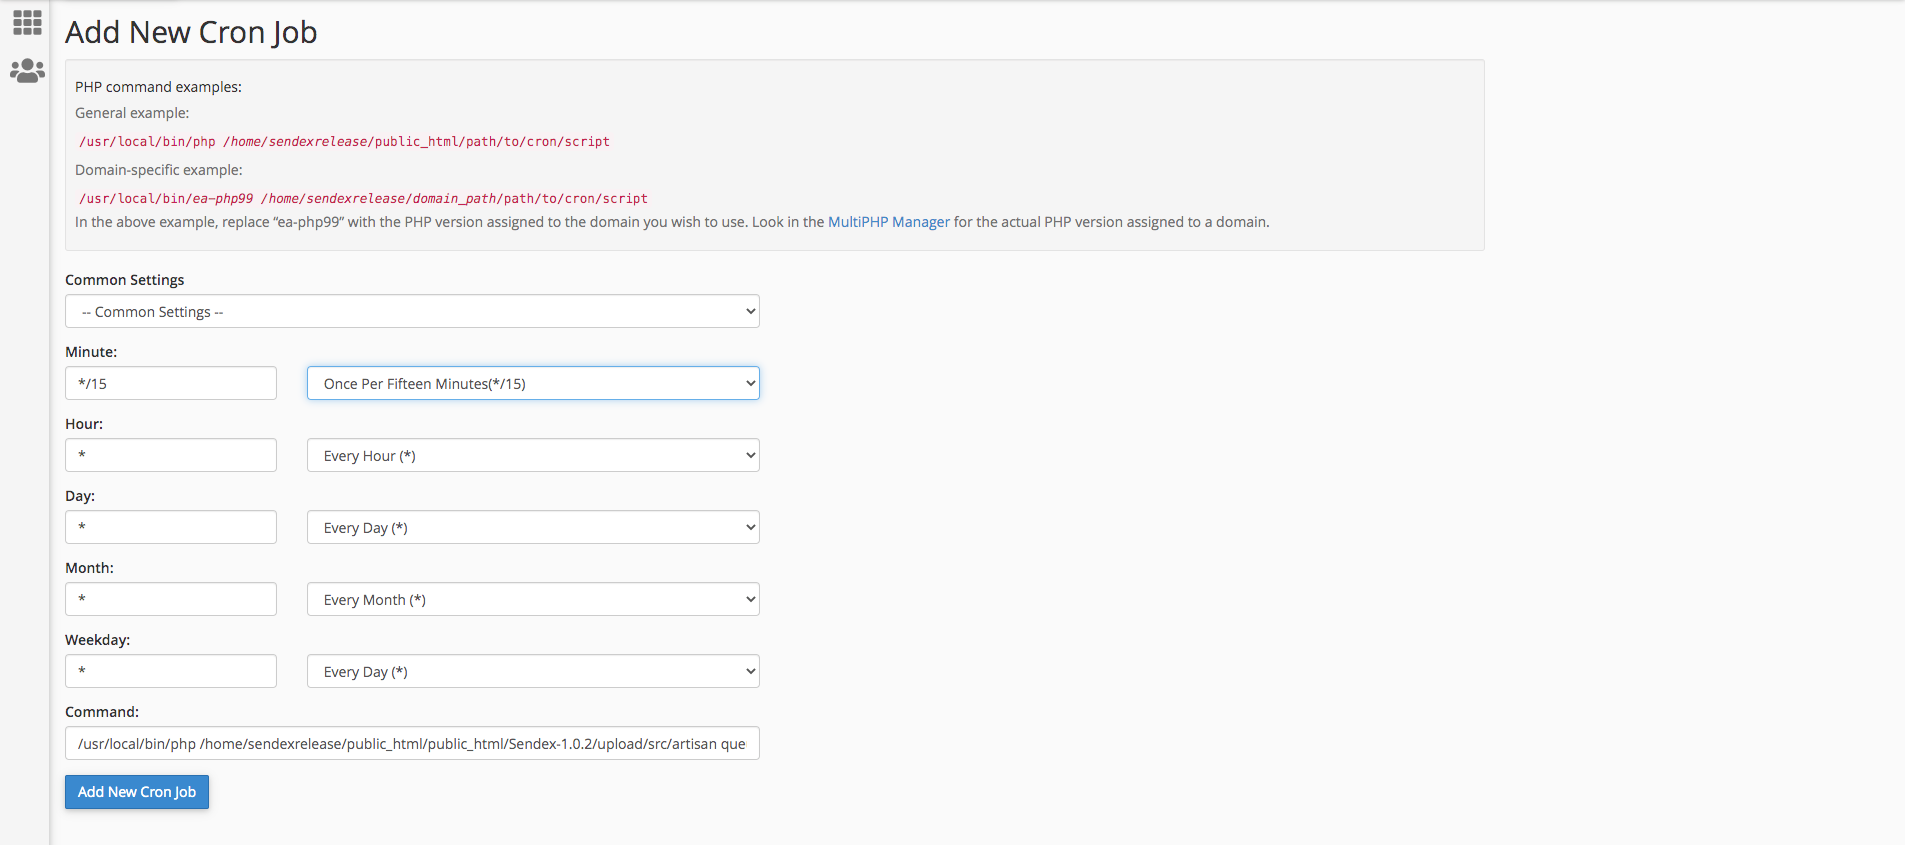 Add New Cron Job
PHP command examples:
General example:
/usr/local/bin/php /home/sendexrelease/public_html/path/to/cron/script
Domain-specific example:
/usr/local/bin/ea-php99 /home/sendexrelease/domain_path/path/to/cron/script
In the above example, replace “ea-php99” with the PHP version assigned to the domain you wish to use. Look in the MultiPHP Manager for the actual PHP version assigned to a domain.
Common Settings
-- Common Settings --
Minute:
*/15 Once Per Fifteen Minutes(*/15)
Hour:
* Every Hour (*)
Day:
* Every Day (*)
Month:
* Every Month (*)
Weekday:
* Every Day (*)
Command:
/usr/local/bin/php /home/sendexrelease/public_html/public_html/Sendex-1.0.2/upload/src/artisan que
Add New Cron Job